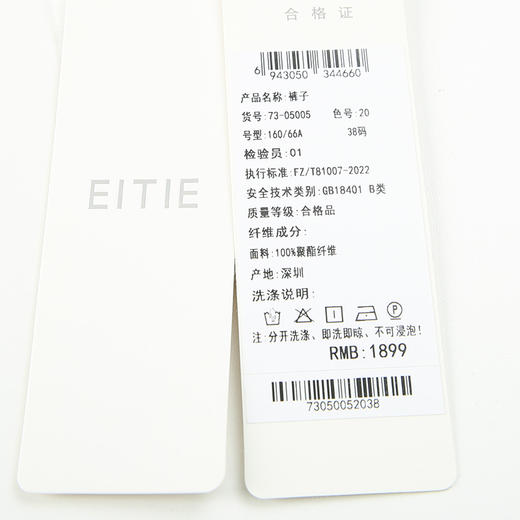 EITIE
合格证
6 943050 344660
产品名称:裤子
货号:73-05005 色号:20
号型:160/66A 38码
检验员:01
执行标准:FZ/T81007-2022
安全技术类别:GB18401 B类
质量等级:合格品
纤维成分:
面料:100%聚酯纤维
产地:深圳
洗涤说明:
P
注:分开洗涤、即洗即晾、不可浸泡!
RMB:1899
73050052038